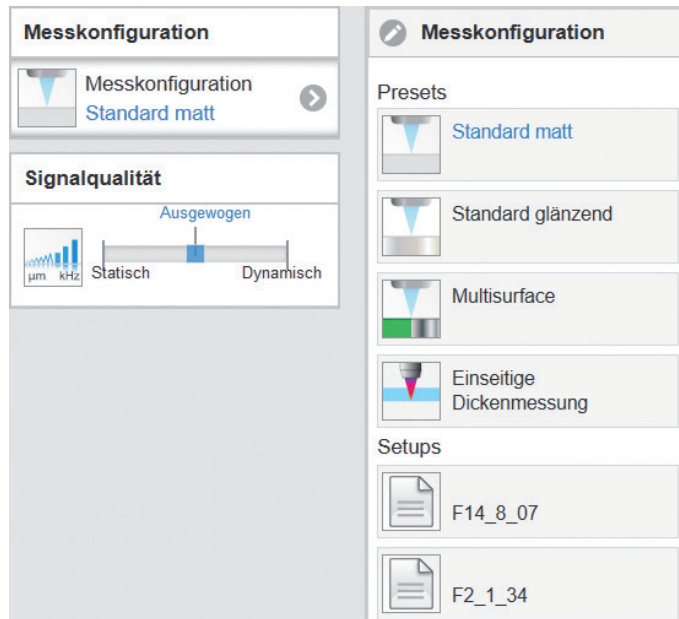 Messkonfiguration
Messkonfiguration
Standard matt
Signalqualität
Ausgewogen
µm kHz
Statisch
Dynamisch
Messkonfiguration
Presets
Standard matt
Standard glänzend
Multisurface
Einseitige
Dickenmessung
Setups
F14_8_07
F2_1_34